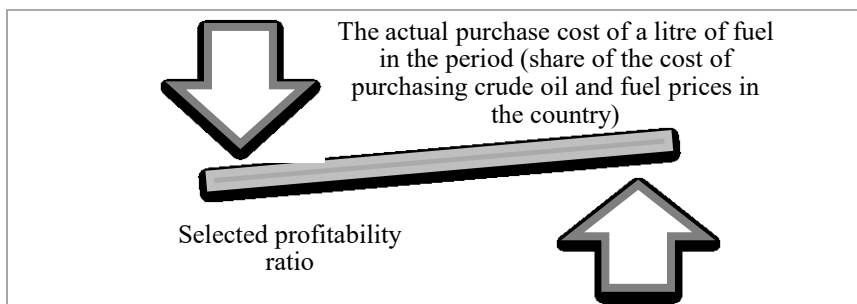 The actual purchase cost of a litre of fuel
in the period (share of the cost of
purchasing crude oil and fuel prices in
the country)
Selected profitability
ratio